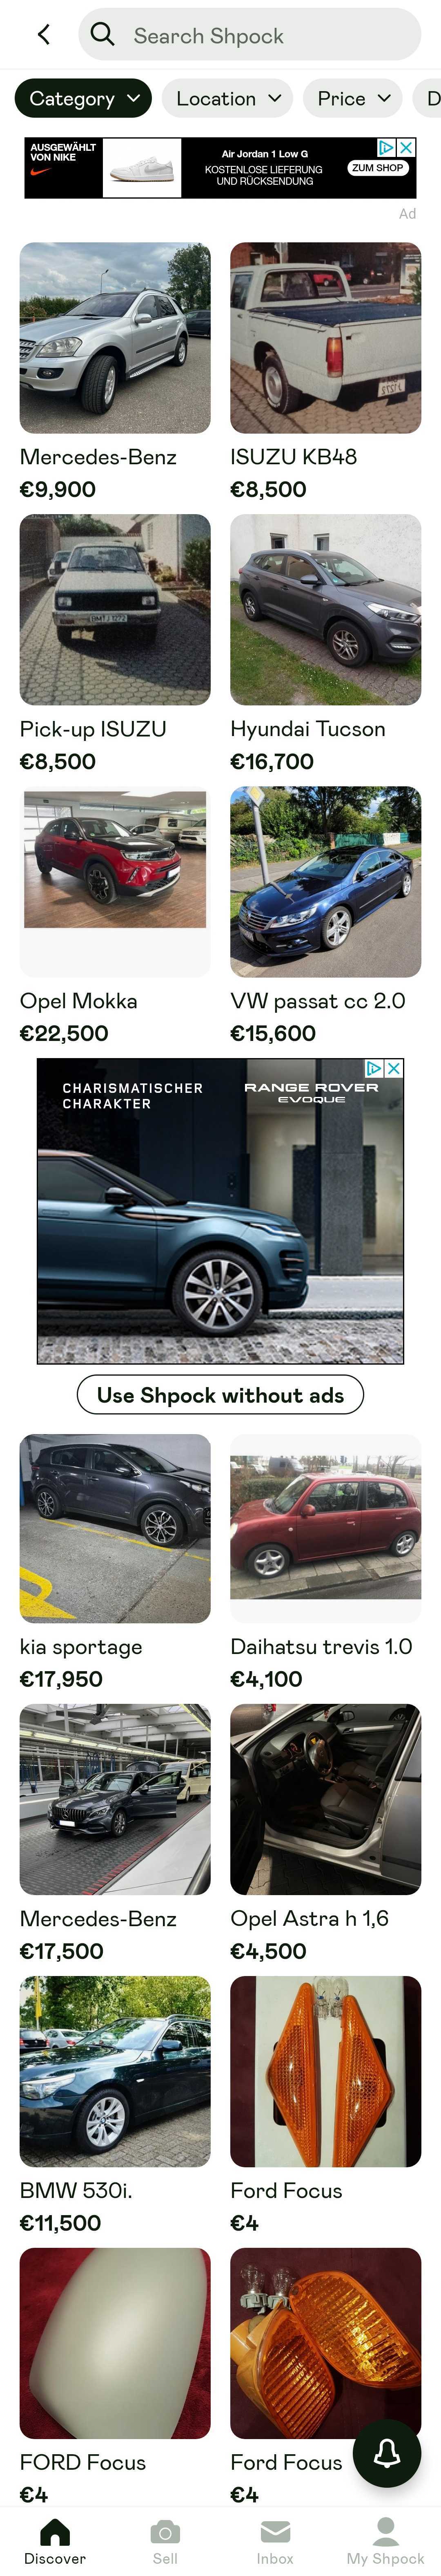 Search Shpock
Category
Location
Price
D
AUSGEWÄHLT
VON NIKE
Air Jordan 1 Low G
KOSTENLOSE LIEFERUNG
UND RÜCKSENDUNG
ZUM SHOP
Ad
Mercedes-Benz
€9,900
ISUZU KB48
€8,500
Pick-up ISUZU
€8,500
Hyundai Tucson
€16,700
Opel Mokka
€22,500
VW passat cc 2.0
€15,600
CHARISMATISCHER
CHARAKTER
RANGE ROVER
EVOQUE
Use Shpock without ads
kia sportage
€17,950
Daihatsu trevis 1.0
€4,100
Mercedes-Benz
€17,500
Opel Astra h 1,6
€4,500
BMW 530i.
€11,500
Ford Focus
€4
FORD Focus
€4
Ford Focus
€4
Discover
Sell
Inbox
My Shpock